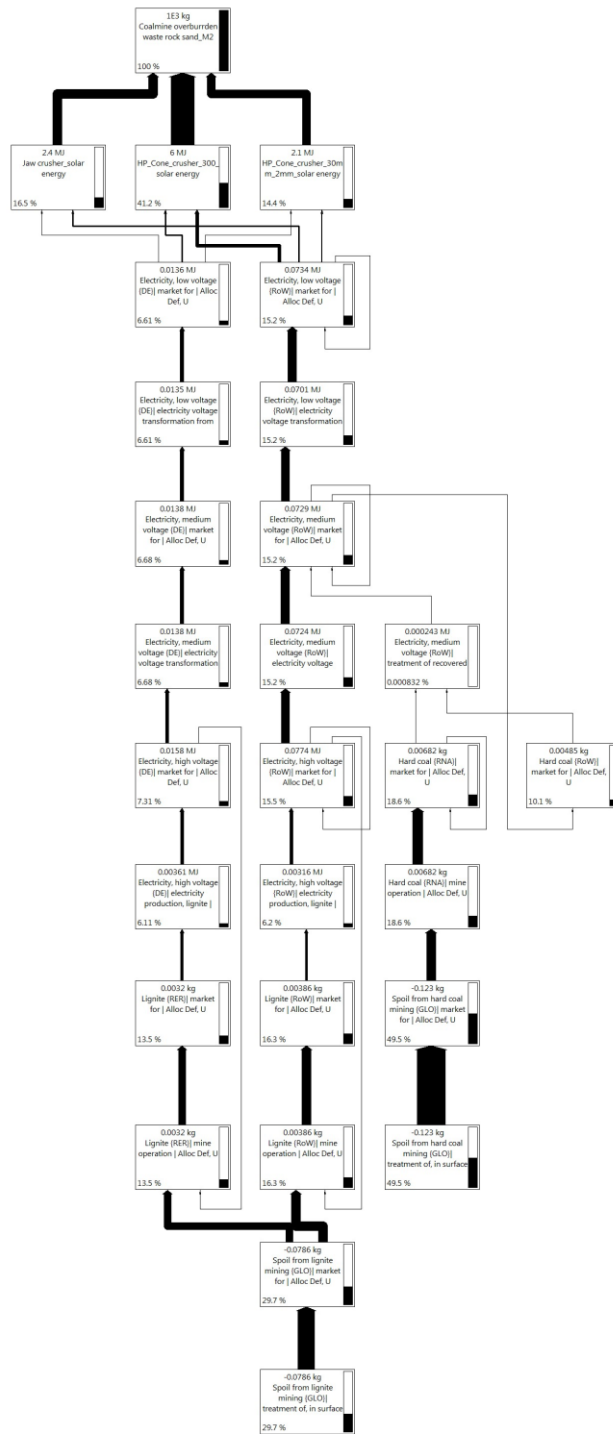 1E3 kg
Coalmine overburrden
waste rock sand_M2
100 %
2.4 MJ
Jaw crusher_solar
energy
16.5 %
6 MJ
HP_Cone_crusher_300_
solar energy
41.2 %
2.1 MJ
HP_Cone_crusher_30m
m_2mm_solar energy
14.4 %
0.0136 MJ
Electricity, low voltage
{DE}| market for | Alloc
Def, U
6.61 %
0.0734 MJ
Electricity, low voltage
{RoW}| market for |
Alloc Def, U
15.2 %
0.0135 MJ
Electricity, low voltage
{DE}| electricity voltage
transformation from
6.61 %
0.0701 MJ
Electricity, low voltage
{RoW}| electricity
voltage transformation
15.2 %
0.0138 MJ
Electricity, medium
voltage {DE}| market
for | Alloc Def, U
6.68 %
0.0729 MJ
Electricity, medium
voltage {RoW}| market
for | Alloc Def, U
15.2 %
0.0138 MJ
Electricity, medium
voltage {DE}| electricity
voltage transformation
6.68 %
0.0724 MJ
Electricity, medium
voltage {RoW}|
electricity voltage
15.2 %
0.000243 MJ
Electricity, medium
voltage {RoW}|
treatment of recovered
0.000832 %
0.0158 MJ
Electricity, high voltage
{DE}| market for | Alloc
Def, U
7.31 %
0.0774 MJ
Electricity, high voltage
{RoW}| market for |
Alloc Def, U
15.5 %
0.00682 kg
Hard coal {RNA}|
market for | Alloc Def,
U
18.6 %
0.00485 kg
Hard coal {RoW}|
market for | Alloc Def,
U
10.1 %
0.00361 MJ
Electricity, high voltage
{DE}| electricity
production, lignite |
6.11 %
0.00316 MJ
Electricity, high voltage
{RoW}| electricity
production, lignite |
6.2 %
0.00682 kg
Hard coal {RNA}| mine
operation | Alloc Def, U
18.6 %
0.0032 kg
Lignite {RER}| market
for | Alloc Def, U
13.5 %
0.00386 kg
Lignite {RoW}| market
for | Alloc Def, U
16.3 %
-0.123 kg
Spoil from hard coal
mining {GLO}| market
for | Alloc Def, U
49.5 %
0.0032 kg
Lignite {RER}| mine
operation | Alloc Def, U
13.5 %
0.00386 kg
Lignite {RoW}| mine
operation | Alloc Def, U
16.3 %
-0.123 kg
Spoil from hard coal
mining {GLO}|
treatment of, in surface
49.5 %
-0.0786 kg
Spoil from lignite
mining {GLO}| market
for | Alloc Def, U
29.7 %
-0.0786 kg
Spoil from lignite
mining {GLO}|
treatment of, in surface
29.7 %